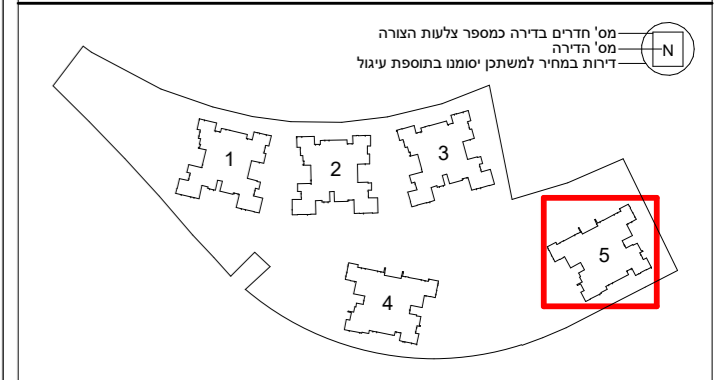 מס' חדרים בדירה כמספר צלעות הצורה
מס' הדירה
N
דירות במחיר למשתכן יסומנו בתוספת עיגול
1
2
3
4
5